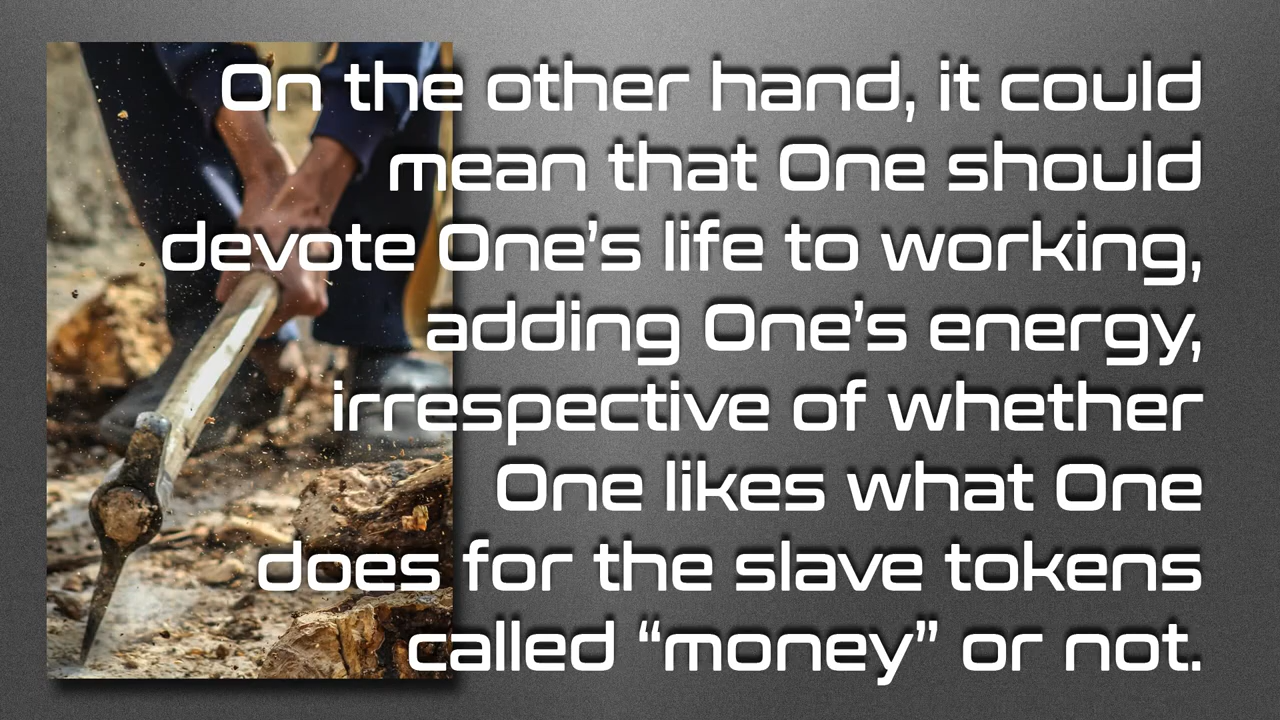 On the other hand, it could
mean that One should
devote One’s life to working,
adding One’s energy,
irrespective of whether
One likes what One
does for the slave tokens
called “money” or not.